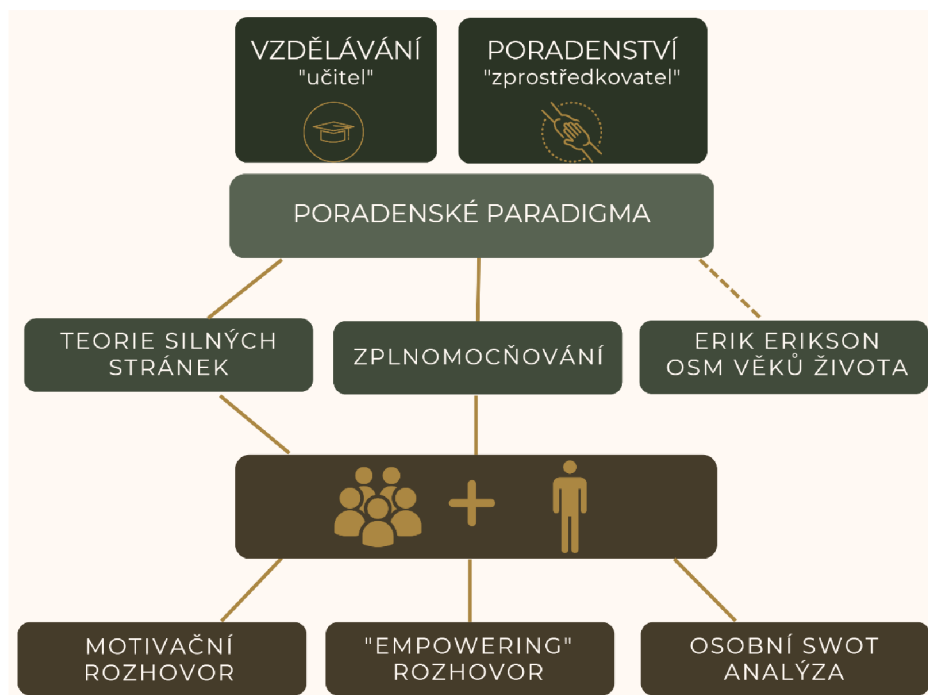 VZDĚLÁVÁNÍ
"učitel"
PORADENSTVÍ
"zprostředkovatel"
PORADENSKÉ PARADIGMA
TEORIE SILNÝCH
STRÁNEK
ZPLNOMOCŇOVÁNÍ
ERIK ERIKSON
OSM VĚKŮ ŽIVOTA
MOTIVAČNÍ
ROZHOVOR
"EMPOWERING"
ROZHOVOR
OSOBNÍ SWOT
ANALÝZA